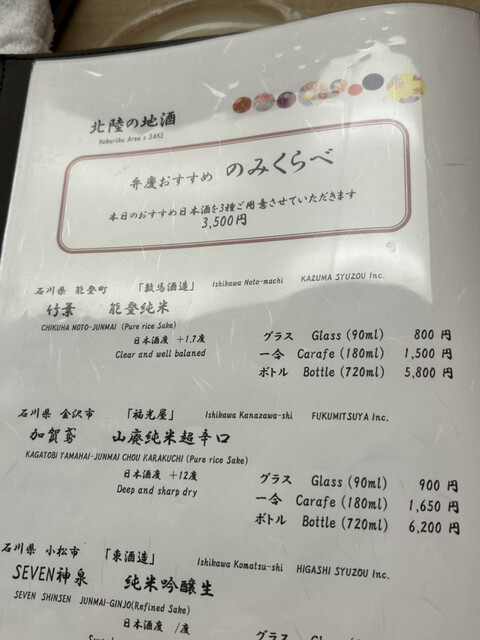 北陸の地酒
Hokuriku Area's SAKE
弁慶おすすめ のみくらべ
本日のおすすめ日本酒を3種ご用意させていただきます
3,500円
石川県 能登町 「数馬酒造」 Ishikawa Noto-machi KAZUMA SYUZOU Inc.
竹葉 能登純米
CHIKUHA NOTO-JUNMAI (Pure rice Sake)
日本酒度 +1.7度
Clear and well balaned
グラス Glass (90ml) 800 円
一合 Carafe (180ml) 1,500 円
ボトル Bottle (720ml) 5,800 円
石川県 金沢市 「福光屋」 Ishikawa Kanazawa-shi FUKUMITSUYA Inc.
加賀鳶 山廃純米超辛口
KAGATOBI YAMAHAI-JUNMAI CHOU KARAKUCHI (Pure rice Sake)
日本酒度 +12度
Deep and sharp dry
グラス Glass (90ml) 900 円
一合 Carafe (180ml) 1,650 円
ボトル Bottle (720ml) 6,200 円
石川県 小松市 「東酒造」 Ishikawa Komatsu-shi HIGASHI SYUZOU Inc.
SEVEN神泉 純米吟醸生
SEVEN SHINSEN JUNMAI-GINJO(Refined Sake)
日本酒度 /度
グラス Glass (90ml)